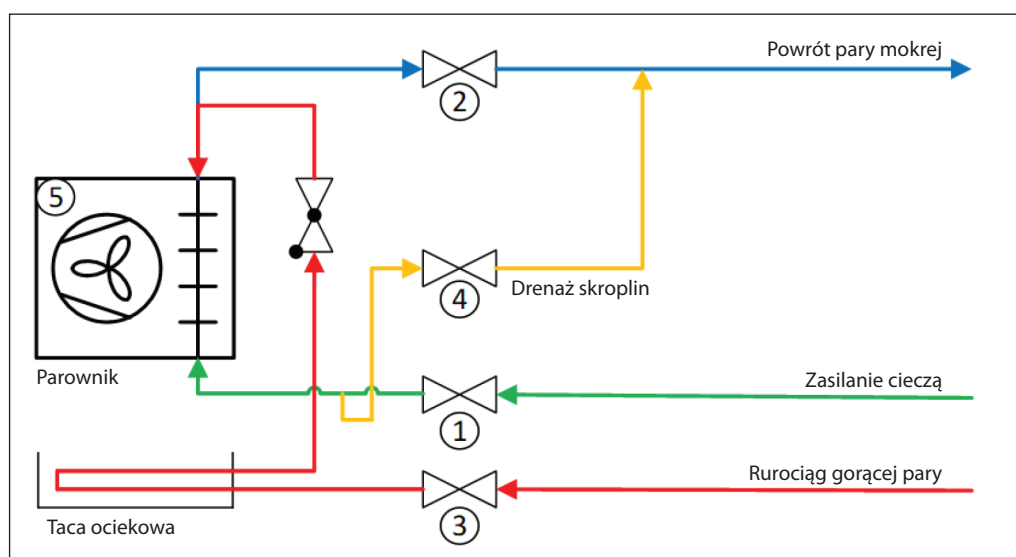 Powrót pary mokrej
2
5
4
Drenaż skroplin
Parownik
Zasilanie cieczą
1
Rurociąg gorącej pary
Taca ociekowa
3